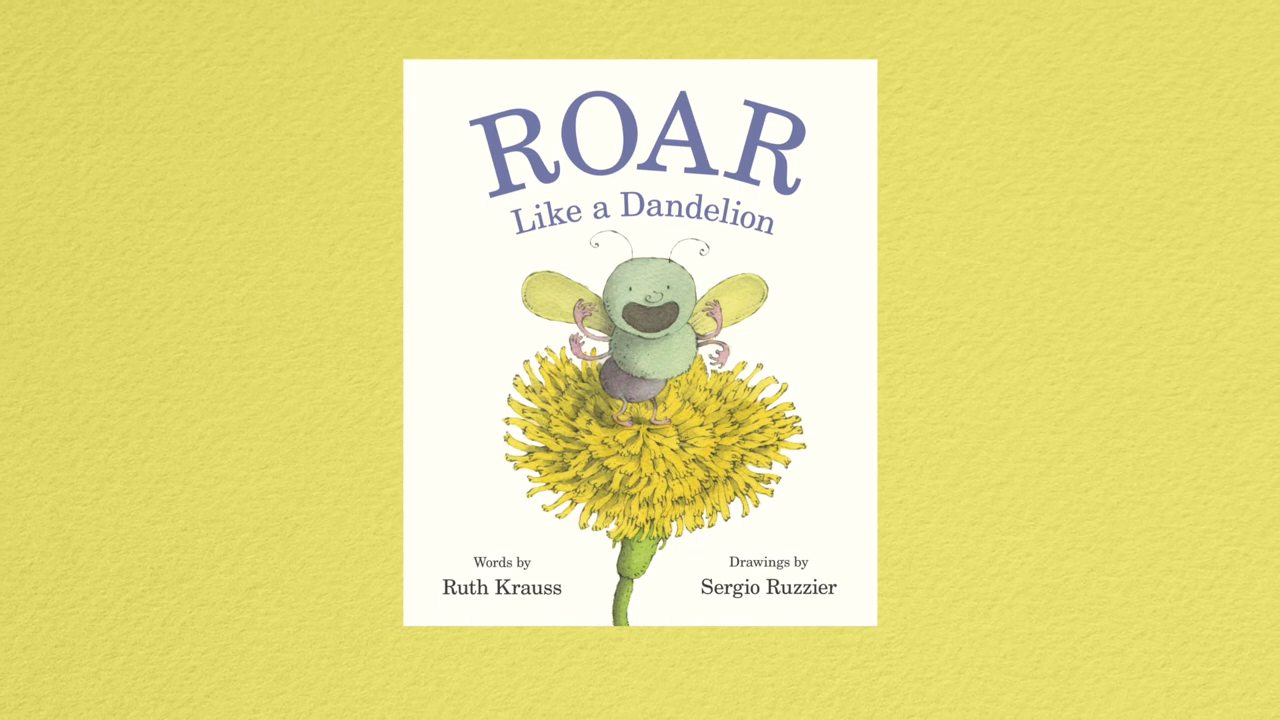 ROAR
Like a Dandelion
Words by
Ruth Krauss
Drawings by
Sergio Ruzzier